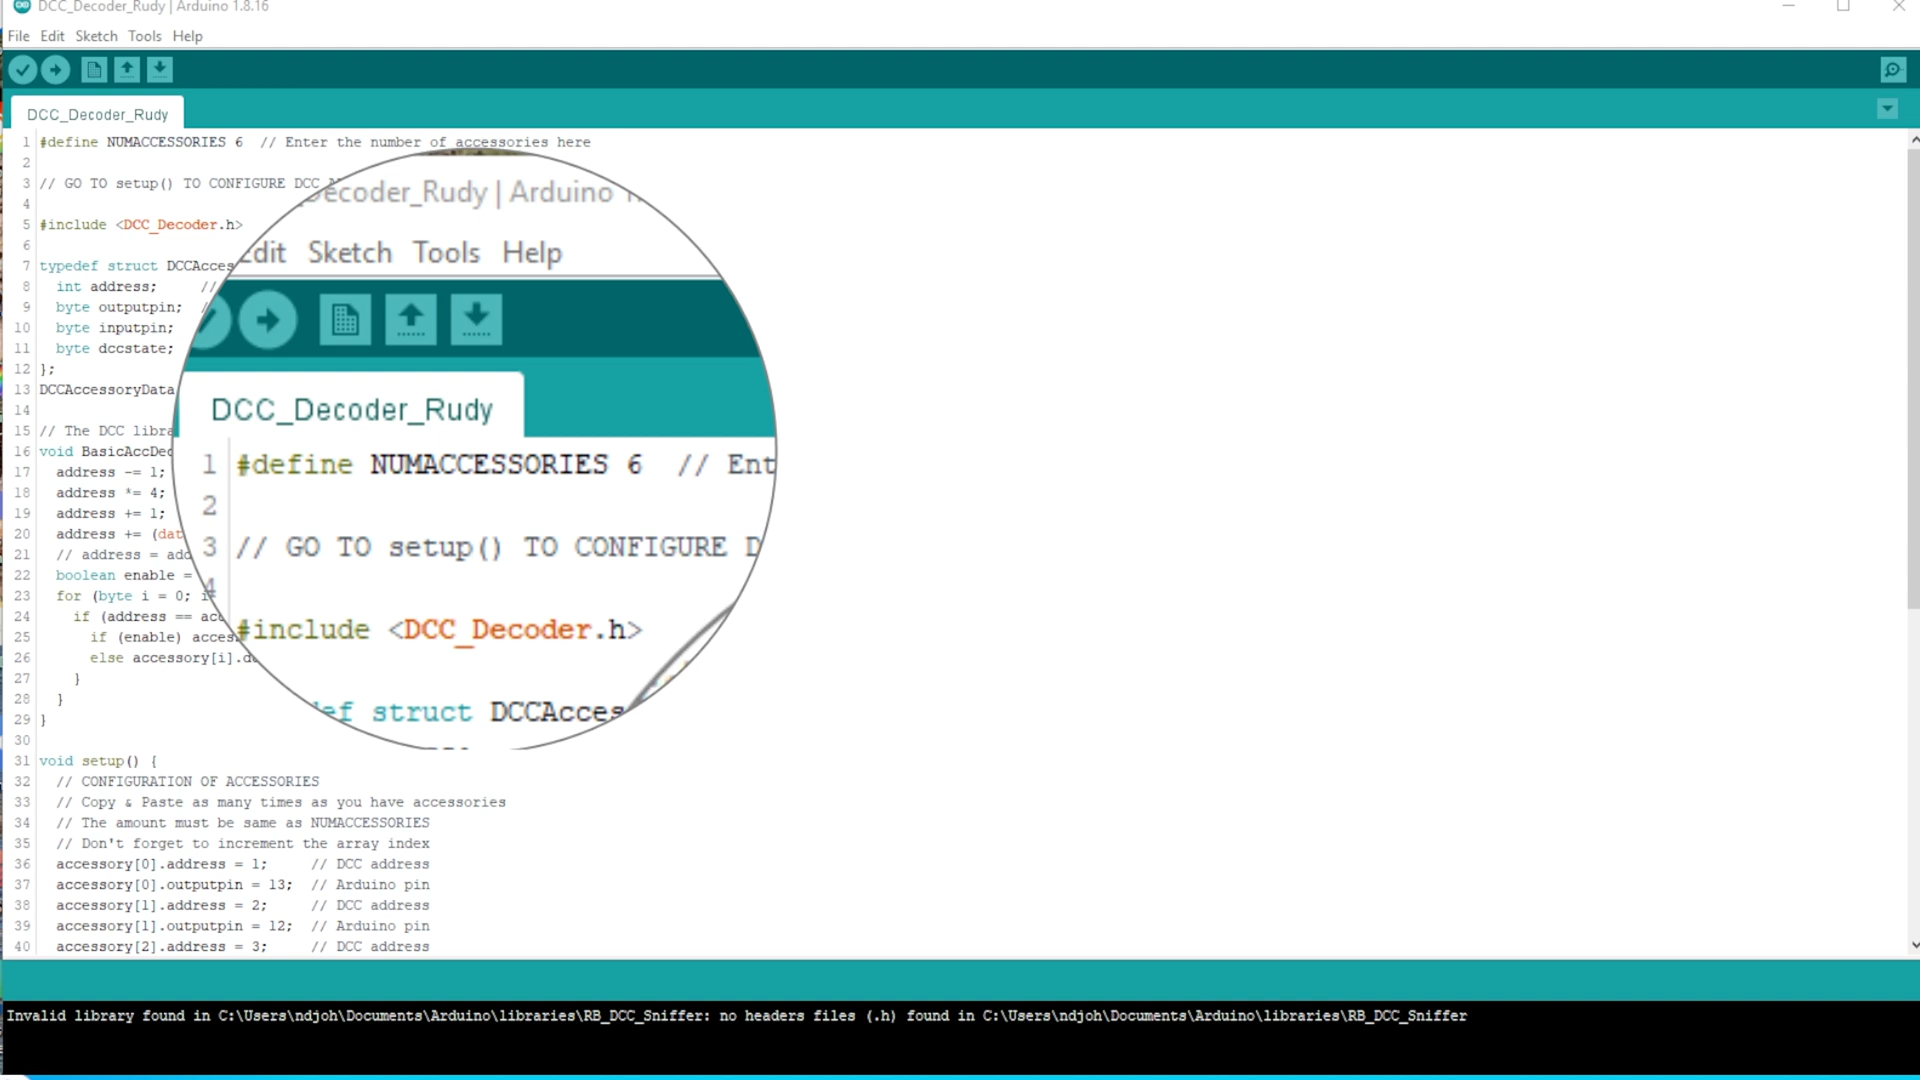 DCC_Decoder_Rudy | Arduino 1.8.16
File Edit Sketch Tools Help
DCC_Decoder_Rudy
1 #define NUMACCESSORIES 6 // Enter the number of accessories here
2
3 // GO TO setup() TO CONFIGURE DCC
4
5 #include <DCC_Decoder.h>
6
7 typedef struct DCCAcces
8 int address; //
9 byte outputpin;
10 byte inputpin;
11 byte dccstate;
12 };
13 DCCAccessoryData
14
15 // The DCC libra
16 void BasicAccDec
17 address -= 1;
18 address *= 4;
19 address += 1;
20 address += (dat
21 // address = add
22 boolean enable =
23 for (byte i = 0; i
24 if (address == acc
25 if (enable) acces
26 else accessory[i].d
27 }
28 }
29 }
30
31 void setup() {
32 // CONFIGURATION OF ACCESSORIES
33 // Copy & Paste as many times as you have accessories
34 // The amount must be same as NUMACCESSORIES
35 // Don't forget to increment the array index
36 accessory[0].address = 1; // DCC address
37 accessory[0].outputpin = 13; // Arduino pin
38 accessory[1].address = 2; // DCC address
39 accessory[1].outputpin = 12; // Arduino pin
40 accessory[2].address = 3; // DCC address
ecoder_Rudy | Arduino
Edit Sketch Tools Help
DCC_Decoder_Rudy
1 #define NUMACCESSORIES 6 // Ent
2
3 // GO TO setup() TO CONFIGURE D
4
#include <DCC_Decoder.h>
ef struct DCCAcces
Invalid library found in C:\Users\ndjoh\Documents\Arduino\libraries\RB_DCC_Sniffer: no headers files (.h) found in C:\Users\ndjoh\Documents\Arduino\libraries\RB_DCC_Sniffer